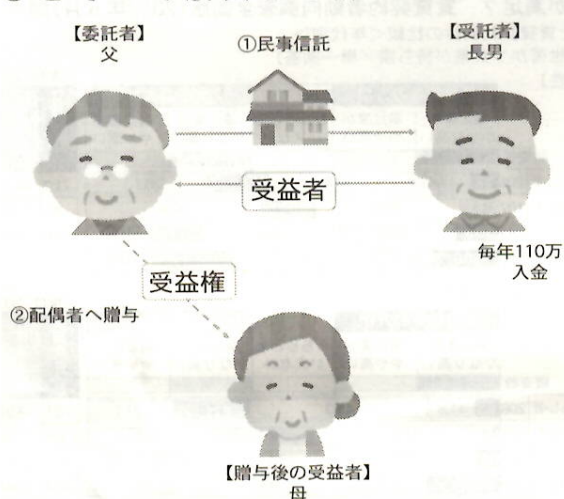 【委託者】
父
①民事信託
【受託者】
長男
受益者
毎年110万
入金
受益権
②配偶者へ贈与
【贈与後の受益者】
母